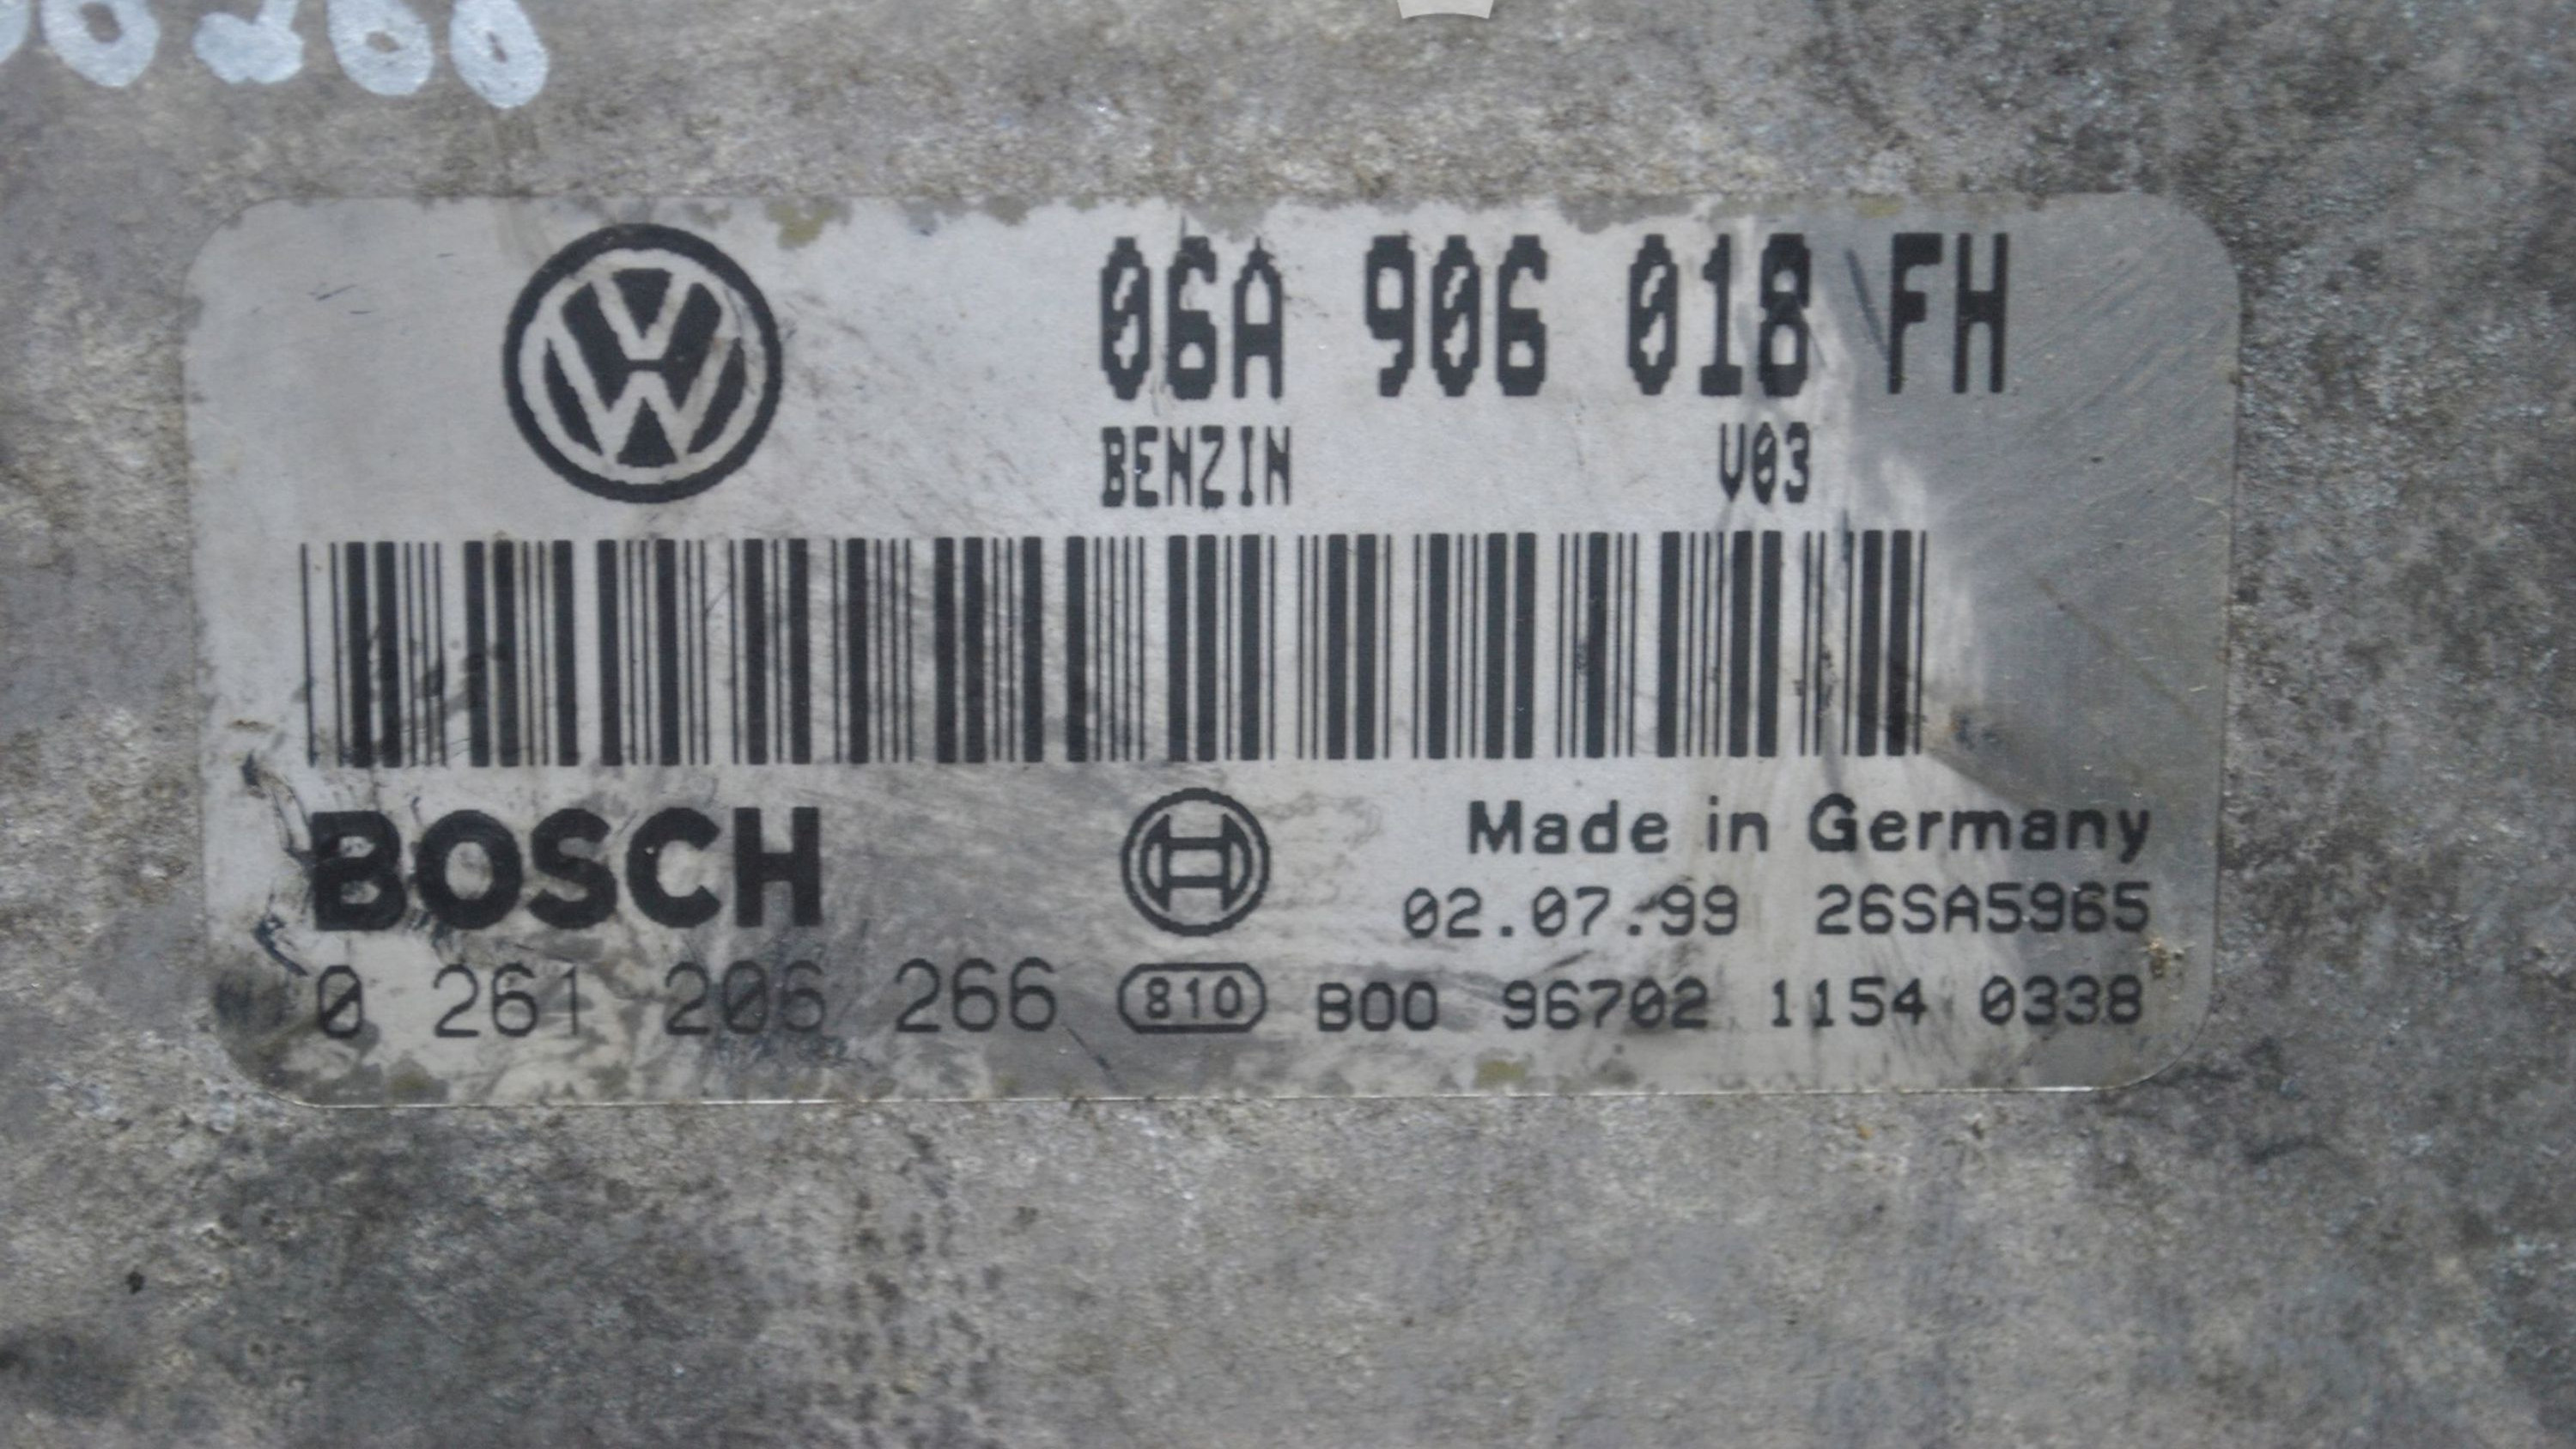 06A 906 018 FH
BENZIN V03
BOSCH
Made in Germany
02.07.99 26SA5965
0 261 206 266 810 B00 96702 1154 0338